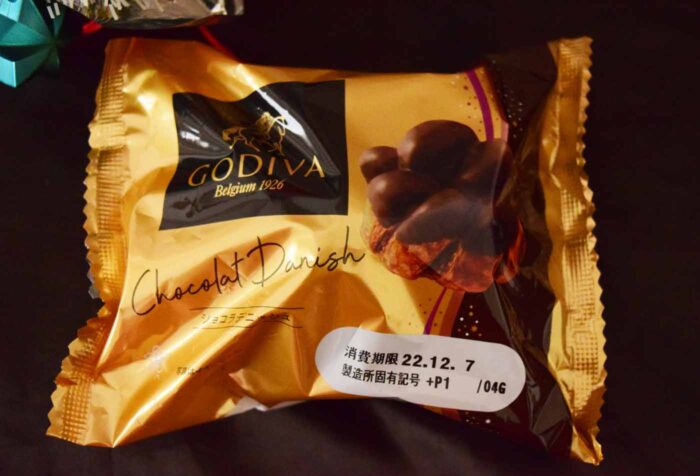 GODIVA
Belgium 1926
Chocolat Danish
ショコラデニッシュ
消費期限 22.12. 7
製造所固有記号 +P1 /04G